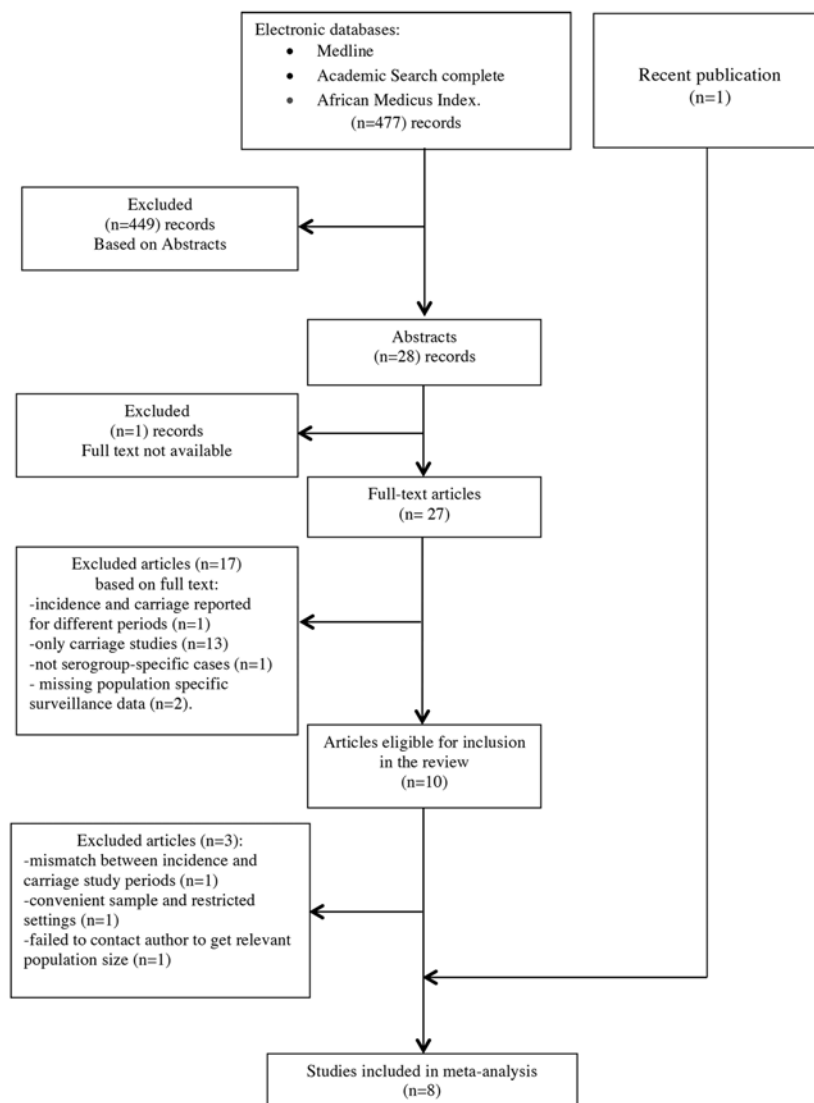 Electronic databases:
• Medline
• Academic Search complete
• African Medicus Index.
(n=477) records
Recent publication
(n=1)
Excluded
(n=449) records
Based on Abstracts
Abstracts
(n=28) records
Excluded
(n=1) records
Full text not available
Full-text articles
(n= 27)
Excluded articles (n=17)
based on full text:
-incidence and carriage reported
for different periods (n=1)
-only carriage studies (n=13)
-not serogroup-specific cases (n=1)
- missing population specific
surveillance data (n=2).
Articles eligible for inclusion
in the review
(n=10)
Excluded articles (n=3):
-mismatch between incidence and
carriage study periods (n=1)
-convenient sample and restricted
settings (n=1)
-failed to contact author to get relevant
population size (n=1)
Studies included in meta-analysis
(n=8)